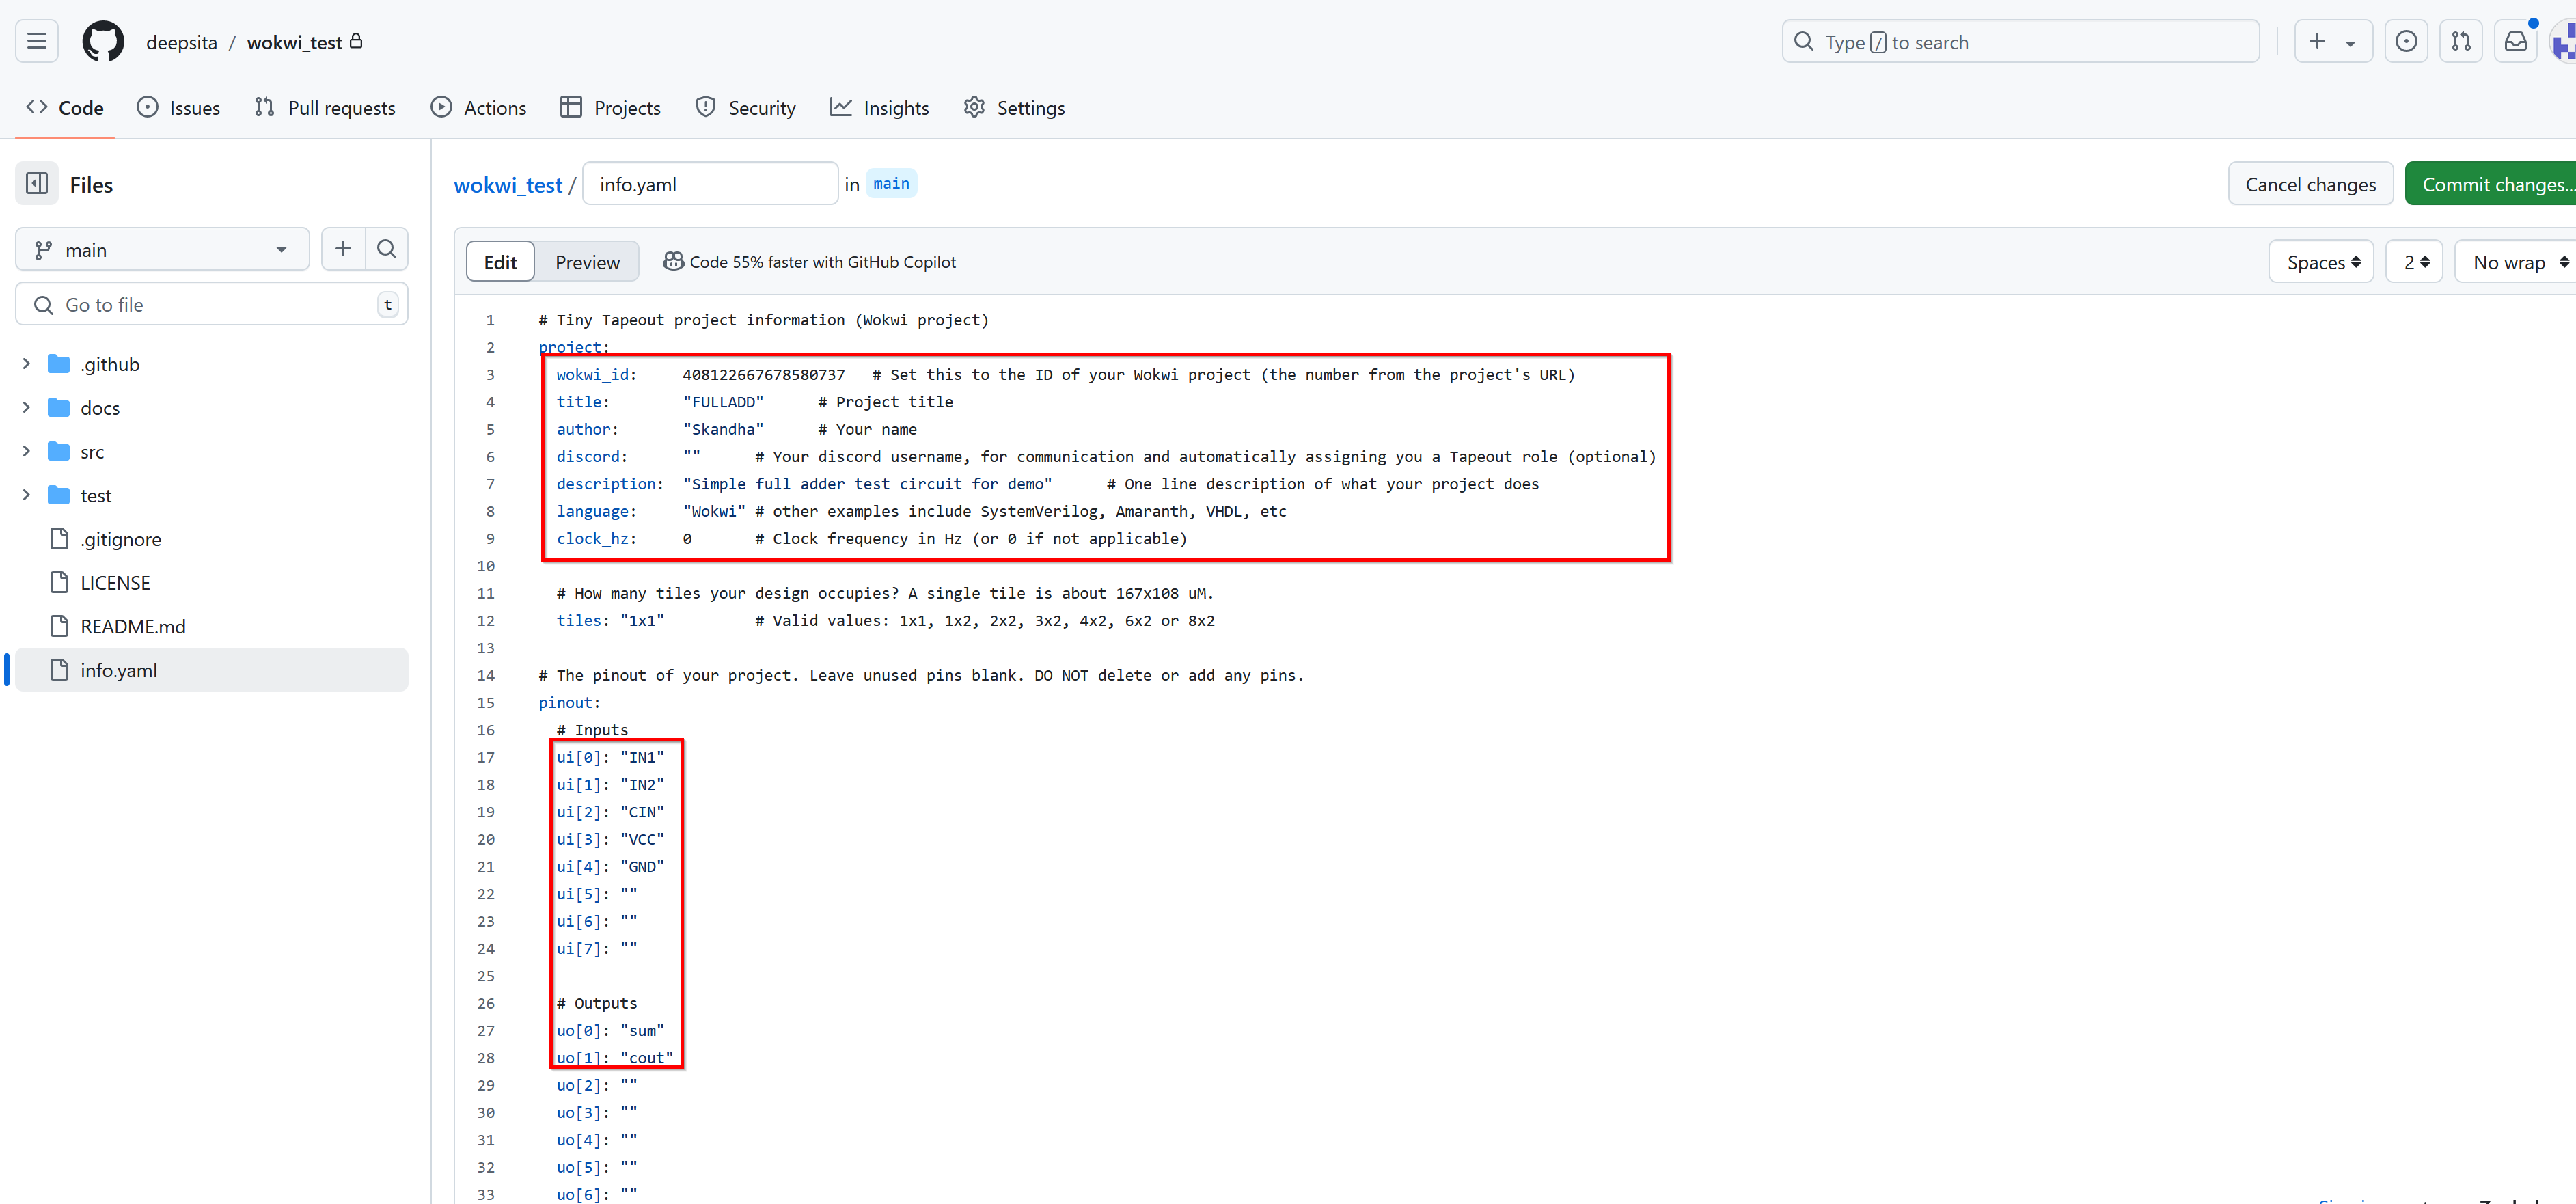 deepsita / wokwi_test
Type / to search
Code
Issues
Pull requests
Actions
Projects
Security
Insights
Settings
Files
main
Go to file
t
.github
docs
src
test
.gitignore
LICENSE
README.md
info.yaml
wokwi_test / info.yaml in main
Cancel changes
Commit changes...
Edit
Preview
Code 55% faster with GitHub Copilot
Spaces
2
No wrap
1 # Tiny Tapeout project information (Wokwi project)
2 project:
3 wokwi_id: 408122667678580737 # Set this to the ID of your Wokwi project (the number from the project's URL)
4 title: "FULLADD" # Project title
5 author: "Skandha" # Your name
6 discord: "" # Your discord username, for communication and automatically assigning you a Tapeout role (optional)
7 description: "Simple full adder test circuit for demo" # One line description of what your project does
8 language: "Wokwi" # other examples include SystemVerilog, Amaranth, VHDL, etc
9 clock_hz: 0 # Clock frequency in Hz (or 0 if not applicable)
10
11 # How many tiles your design occupies? A single tile is about 167x108 uM.
12 tiles: "1x1" # Valid values: 1x1, 1x2, 2x2, 3x2, 4x2, 6x2 or 8x2
13
14 # The pinout of your project. Leave unused pins blank. DO NOT delete or add any pins.
15 pinout:
16 # Inputs
17 ui[0]: "IN1"
18 ui[1]: "IN2"
19 ui[2]: "CIN"
20 ui[3]: "VCC"
21 ui[4]: "GND"
22 ui[5]: ""
23 ui[6]: ""
24 ui[7]: ""
25
26 # Outputs
27 uo[0]: "sum"
28 uo[1]: "cout"
29 uo[2]: ""
30 uo[3]: ""
31 uo[4]: ""
32 uo[5]: ""
33 uo[6]: ""